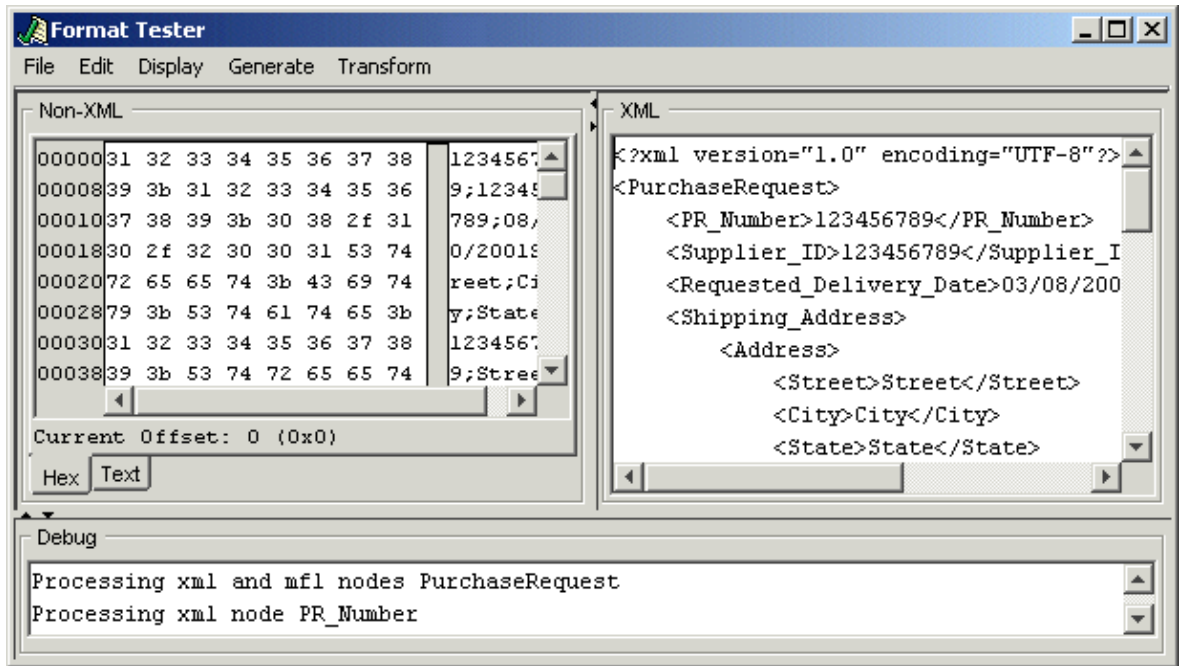 Format Tester
File Edit Display Generate Transform
Non-XML
00000 31 32 33 34 35 36 37 38 1234567
00008 39 3b 31 32 33 34 35 36 9;12345
00010 37 38 39 3b 30 38 2f 31 789;08/
00018 30 2f 32 30 30 31 53 74 0/2001S
00020 72 65 65 74 3b 43 69 74 reet;Ci
00028 79 3b 53 74 61 74 65 3b y;State
00030 31 32 33 34 35 36 37 38 1234567
00038 39 3b 53 74 72 65 65 74 9;Stree
Current Offset: 0 (0x0)
Hex Text
XML
<?xml version="1.0" encoding="UTF-8"?>
<PurchaseRequest>
<PR_Number>123456789</PR_Number>
<Supplier_ID>123456789</Supplier_I
<Requested_Delivery_Date>03/08/200
<Shipping_Address>
<Address>
<Street>Street</Street>
<City>City</City>
<State>State</State>
Debug
Processing xml and mfl nodes PurchaseRequest
Processing xml node PR_Number